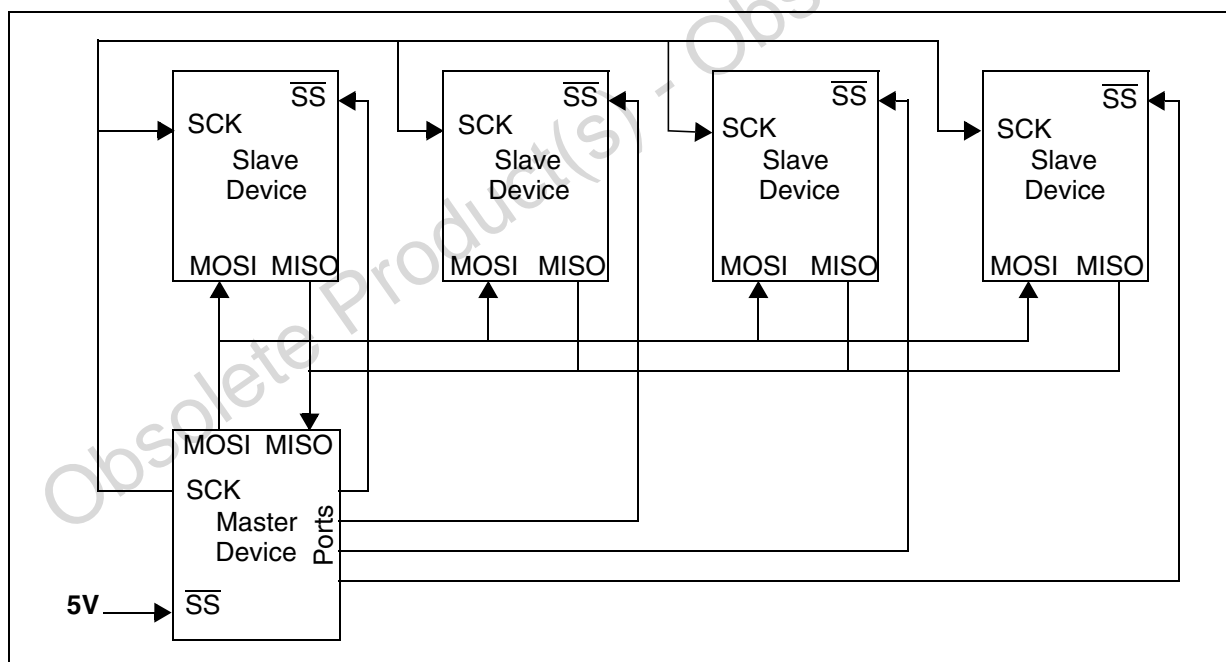 Obsolete Product(s) - Obs
SS
SCK
Slave
Device
MOSI MISO
SS
SCK
Slave
Device
MOSI MISO
SS
SCK
Slave
Device
MOSI MISO
SS
SCK
Slave
Device
MOSI MISO
MOSI MISO
SCK
Master
Device
Ports
5V
SS